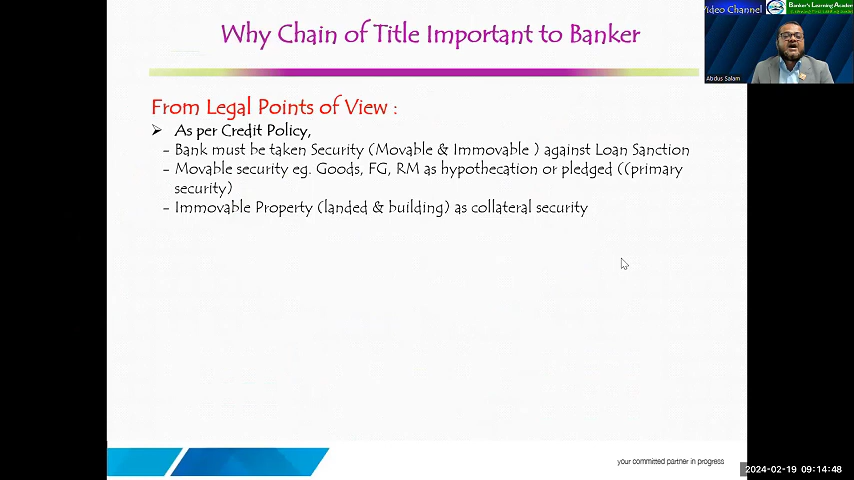 Why Chain of Title Important to Banker
Video Channel
Banker's Learning Academy
Abdus Salam
From Legal Points of View :
➢ As per Credit Policy,
- Bank must be taken Security (Movable & Immovable ) against Loan Sanction
- Movable security eg. Goods, FG, RM as hypothecation or pledged ((primary
security)
- Immovable Property (landed & building) as collateral security
your committed partner in progress
2024-02-19 09:14:48